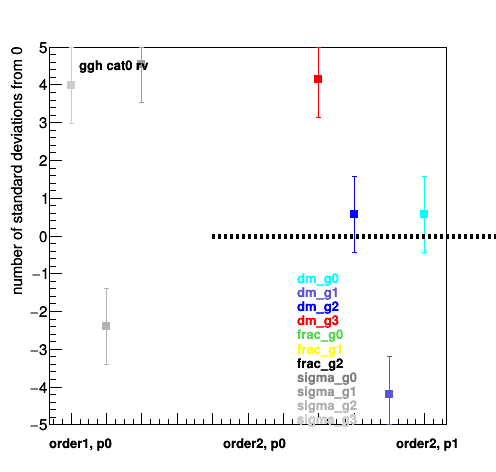 number of standard deviations from 0
5
4
3
2
1
0
−1
−2
−3
−4
−5
ggh cat0 rv
dm_g0
dm_g1
dm_g2
dm_g3
frac_g0
frac_g1
frac_g2
sigma_g0
sigma_g1
sigma_g2
sigma_g3
order1, p0
order2, p0
order2, p1